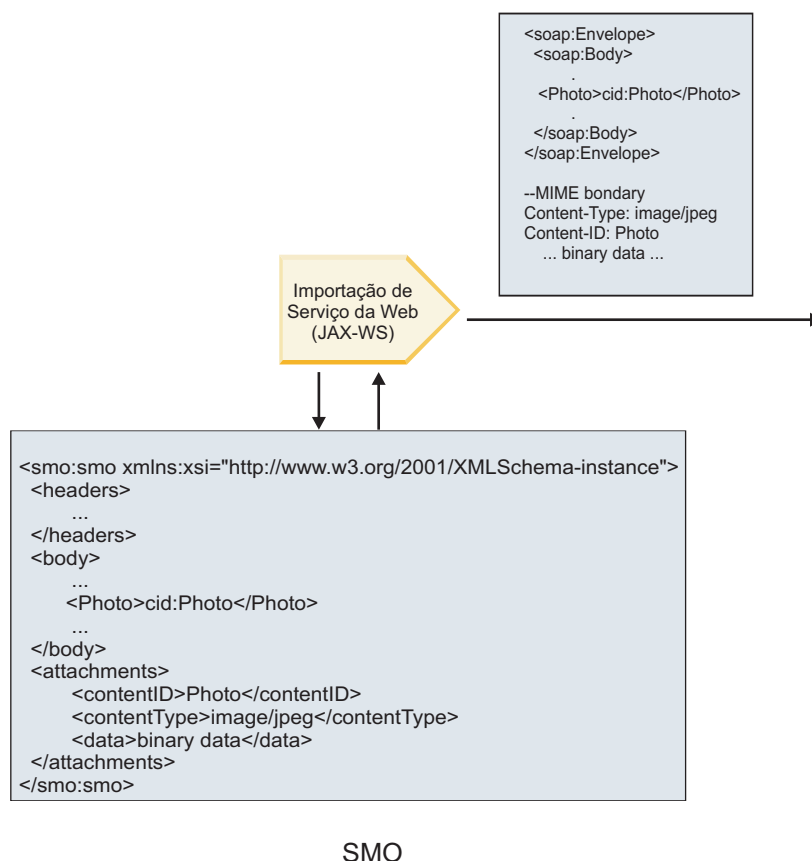 <soap:Envelope>
<soap:Body>
.
<Photo>cid:Photo</Photo>
.
</soap:Body>
</soap:Envelope>
--MIME bondary
Content-Type: image/jpeg
Content-ID: Photo
... binary data ...
Importação de
Serviço da Web
(JAX-WS)
<smo:smo xmlns:xsi="http://www.w3.org/2001/XMLSchema-instance">
<headers>
...
</headers>
<body>
...
<Photo>cid:Photo</Photo>
...
</body>
<attachments>
<contentID>Photo</contentID>
<contentType>image/jpeg</contentType>
<data>binary data</data>
</attachments>
</smo:smo>
SMO